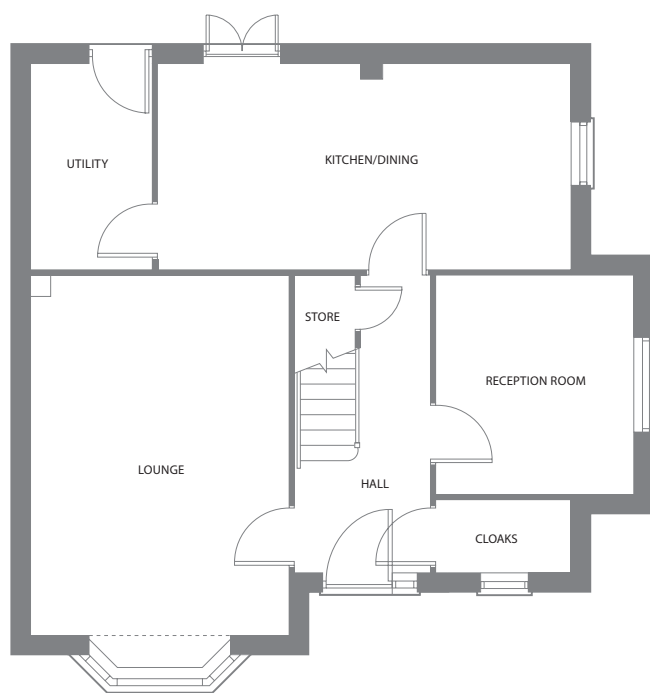 UTILITY
KITCHEN/DINING
STORE
RECEPTION ROOM
LOUNGE
HALL
CLOAKS